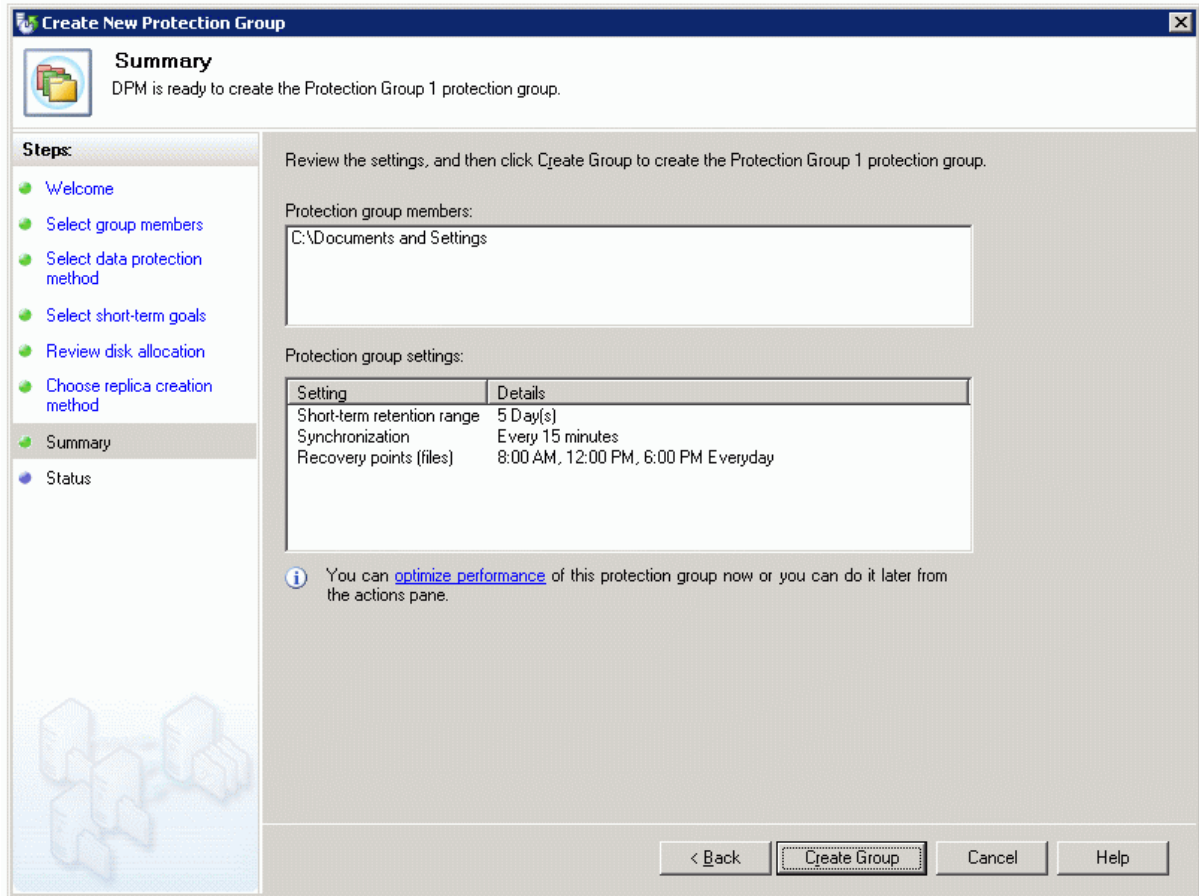 Create New Protection Group
Summary
DPM is ready to create the Protection Group 1 protection group.
Steps:
Welcome
Select group members
Select data protection
method
Select short-term goals
Review disk allocation
Choose replica creation
method
Summary
Status
Review the settings, and then click Create Group to create the Protection Group 1 protection group.
Protection group members:
C:\Documents and Settings
Protection group settings:
Setting Details
Short-term retention range 5 Day(s)
Synchronization Every 15 minutes
Recovery points (files) 8:00 AM, 12:00 PM, 6:00 PM Everyday
You can optimize performance of this protection group now or you can do it later from
the actions pane.
< Back Create Group Cancel Help